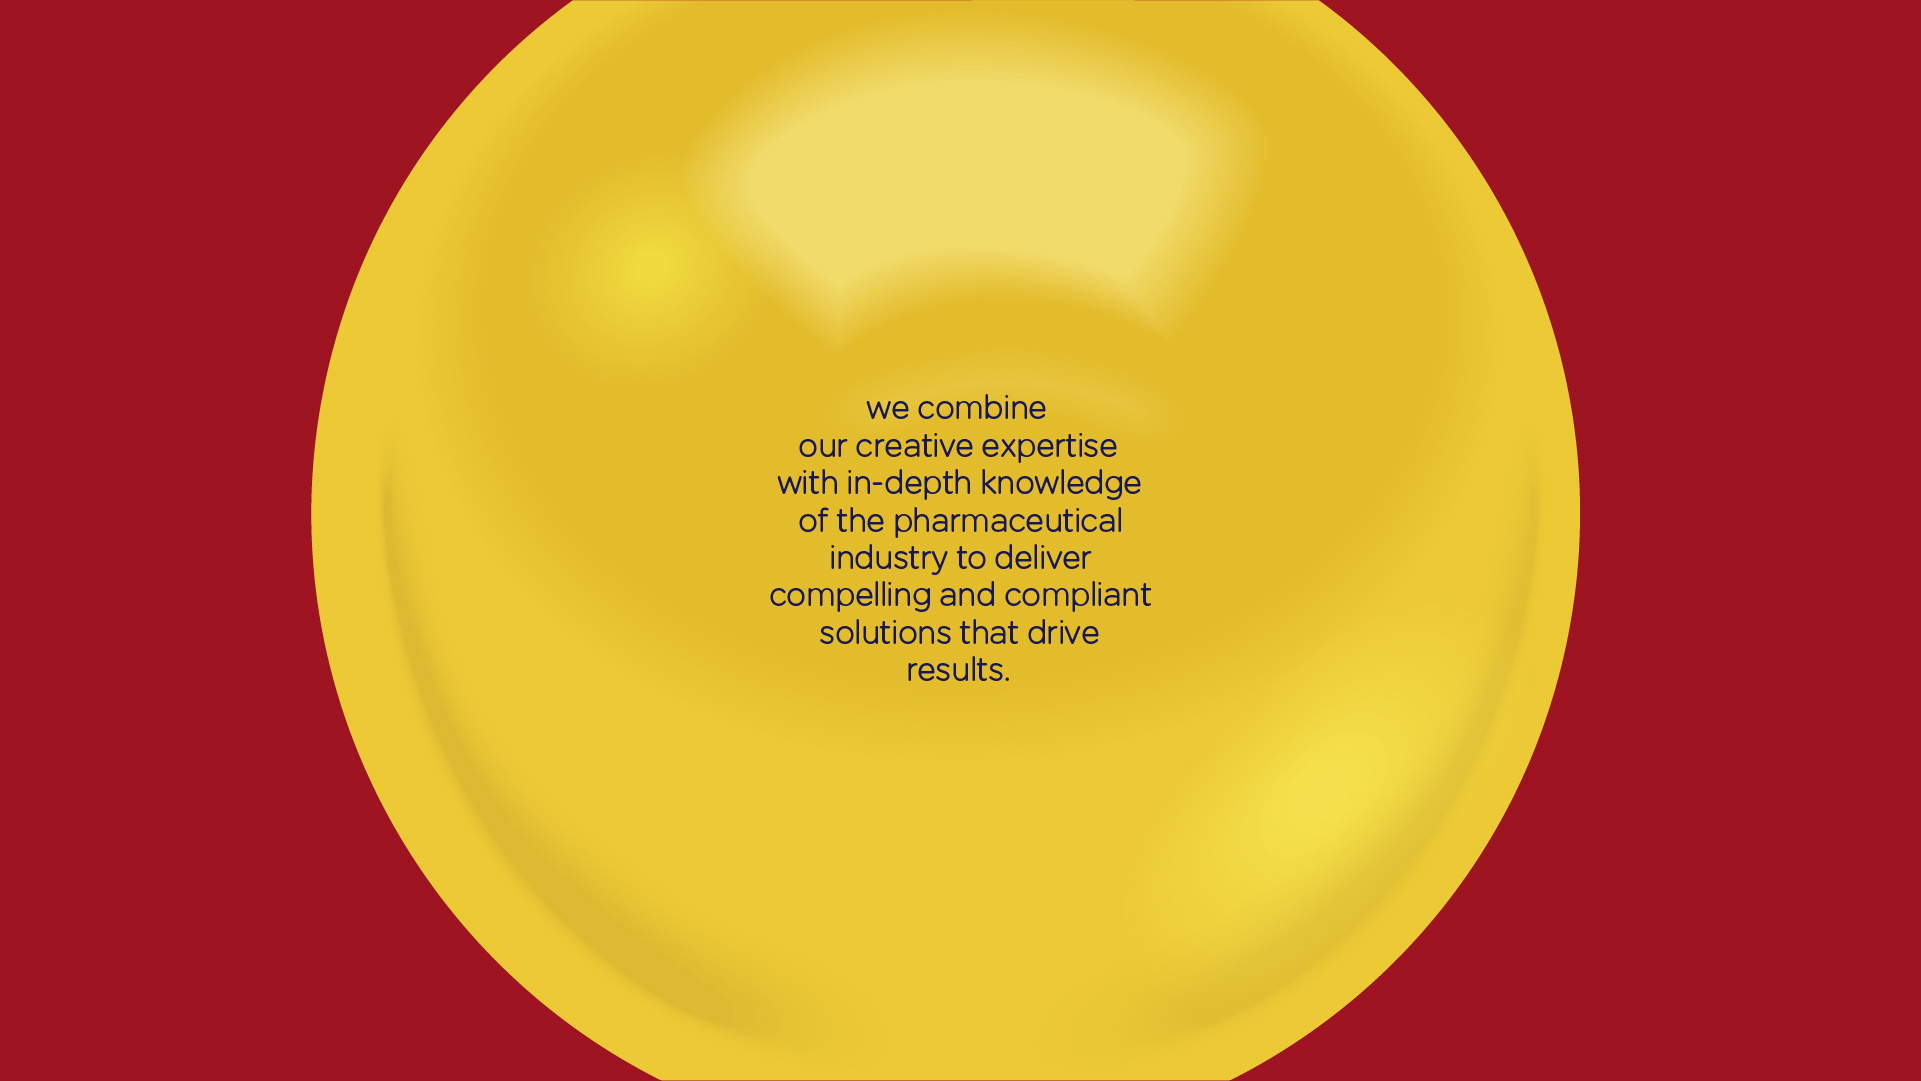 we combine
our creative expertise
with in-depth knowledge
of the pharmaceutical
industry to deliver
compelling and compliant
solutions that drive
results.